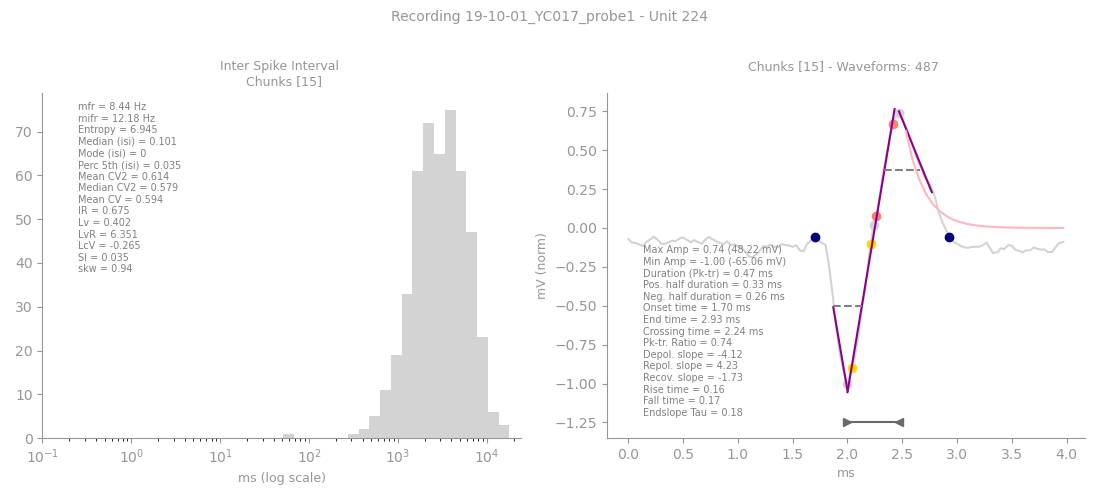 Recording 19-10-01_YC017_probe1 - Unit 224
Inter Spike Interval
Chunks [15]
mfr = 8.44 Hz
mifr = 12.18 Hz
Entropy = 6.945
Median (isi) = 0.101
Mode (isi) = 0
Perc 5th (isi) = 0.035
Mean CV2 = 0.614
Median CV2 = 0.579
Mean CV = 0.594
IR = 0.675
Lv = 0.402
LvR = 6.351
LcV = -0.265
SI = 0.035
skw = 0.94
70
60
50
40
30
20
10
0
10⁻¹ 10⁰ 10¹ 10² 10³ 10⁴
ms (log scale)
Chunks [15] - Waveforms: 487
mV (norm)
0.75
0.50
0.25
0.00
−0.25
−0.50
−0.75
−1.00
−1.25
Max Amp = 0.74 (48.22 mV)
Min Amp = -1.00 (-65.06 mV)
Duration (Pk-tr) = 0.47 ms
Pos. half duration = 0.33 ms
Neg. half duration = 0.26 ms
Onset time = 1.70 ms
End time = 2.93 ms
Crossing time = 2.24 ms
Pk-tr. Ratio = 0.74
Depol. slope = -4.12
Repol. slope = 4.23
Recov. slope = -1.73
Rise time = 0.16
Fall time = 0.17
Endslope Tau = 0.18
0.0 0.5 1.0 1.5 2.0 2.5 3.0 3.5 4.0
ms